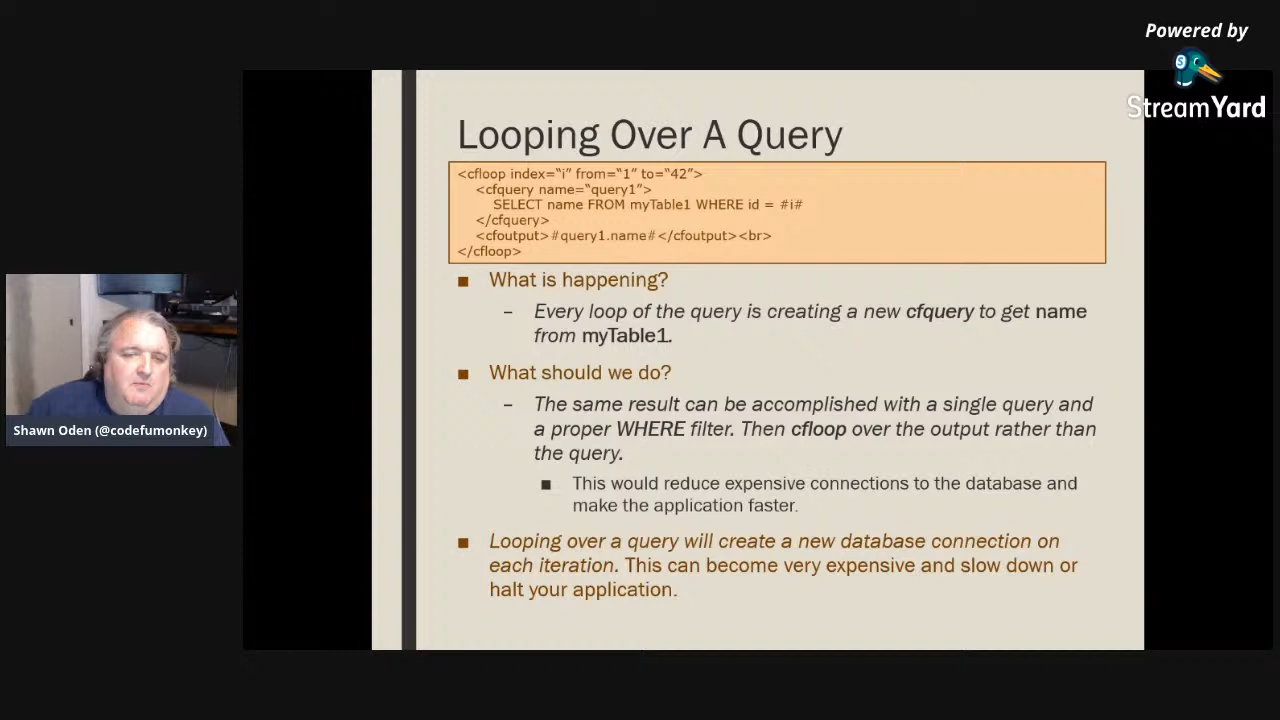 Powered by
StreamYard
Looping Over A Query
<cfloop index=“i” from=“1” to=“42”>
<cfquery name=“query1”>
SELECT name FROM myTable1 WHERE id = #i#
</cfquery>
<cfoutput>#query1.name#</cfoutput><br>
</cfloop>
■ What is happening?
– Every loop of the query is creating a new cfquery to get name
from myTable1.
■ What should we do?
– The same result can be accomplished with a single query and
a proper WHERE filter. Then cfloop over the output rather than
the query.
■ This would reduce expensive connections to the database and
make the application faster.
■ Looping over a query will create a new database connection on
each iteration. This can become very expensive and slow down or
halt your application.
Shawn Oden (@codefumonkey)